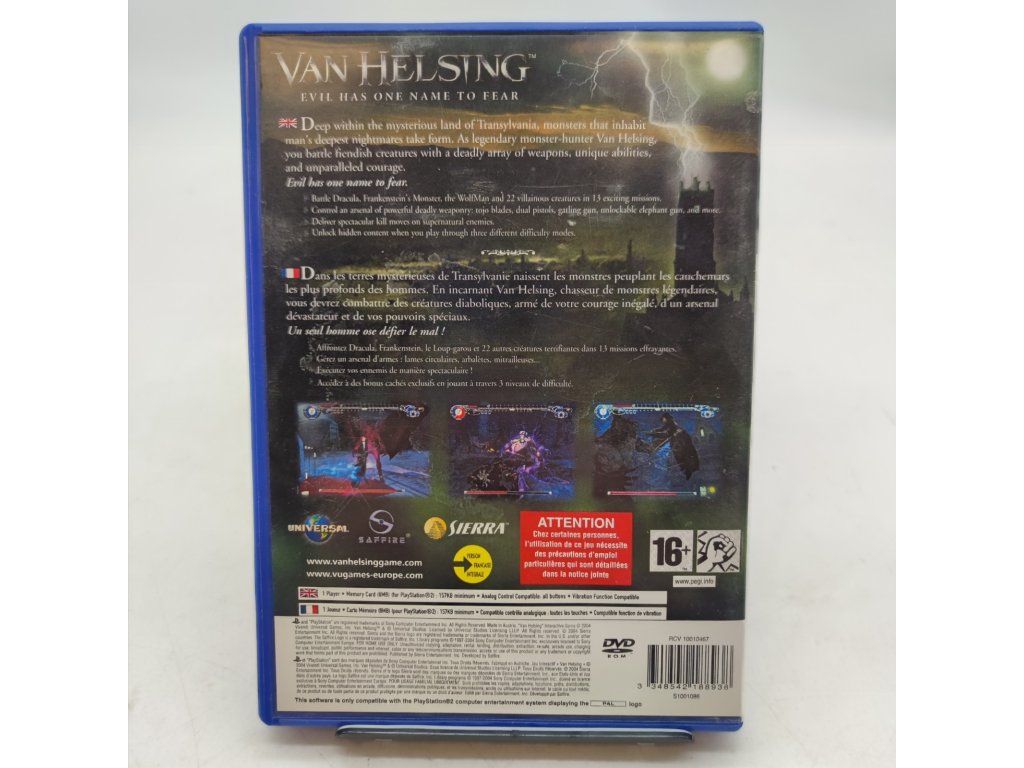 VAN HELSING™
EVIL HAS ONE NAME TO FEAR
Deep within the mysterious land of Transylvania, monsters that inhabit
man's deepest nightmares take form. As legendary monster-hunter Van Helsing,
you battle fiendish creatures with a deadly array of weapons, unique abilities,
and unparalleled courage.
Evil has one name to fear.
Battle Dracula, Frankenstein's Monster, the WolfMan and 22 villainous creatures in 13 exciting missions.
Control an arsenal of powerful deadly weaponry: tojo blades, dual pistols, gatling gun, unlockable elephant gun, and more.
Deliver spectacular kill moves on supernatural enemies.
Unlock hidden content when you play through three different difficulty modes.
Dans les terres mystérieuses de Transylvanie naissent les monstres peuplant les cauchemars
les plus profonds des hommes. En incarnant Van Helsing, chasseur de monstres légendaires,
vous devrez combattre des créatures diaboliques, armé de votre courage inégalé, d'un arsenal
dévastateur et de vos pouvoirs spéciaux.
Un seul homme ose défier le mal !
Affrontez Dracula, Frankenstein, le Loup-garou et 22 autres créatures terrifiantes dans 13 missions effrayantes.
Gérez un arsenal d'armes : lames circulaires, arbalètes, mitrailleuses...
Exécutez vos ennemis de manière spectaculaire !
Accédez à des bonus cachés exclusifs en jouant à travers 3 niveaux de difficulté.
UNIVERSAL
SAFFIRE
SIERRA
ATTENTION
Chez certaines personnes,
l'utilisation de ce jeu nécessite
des précautions d'emploi
particulières qui sont détaillées
dans la notice jointe
16+
www.pegi.info
www.vanhelsinggame.com
www.vugames-europe.com
VERSION
FRANÇAISE
INTEGRALE
1 Player • Memory Card (8MB) (for PlayStation®2) : 157KB minimum • Analog Control Compatible: all buttons • Vibration Function Compatible
1 Joueur • Carte Mémoire (8MB) (pour PlayStation®2) : 157KB minimum • Compatible contrôle analogique : toutes les touches • Compatible fonction de vibration
DVD
ROM
RCV 10010467
3 348542 188938
S1001086
This software is only compatible with the PlayStation®2 computer entertainment system displaying the PAL logo